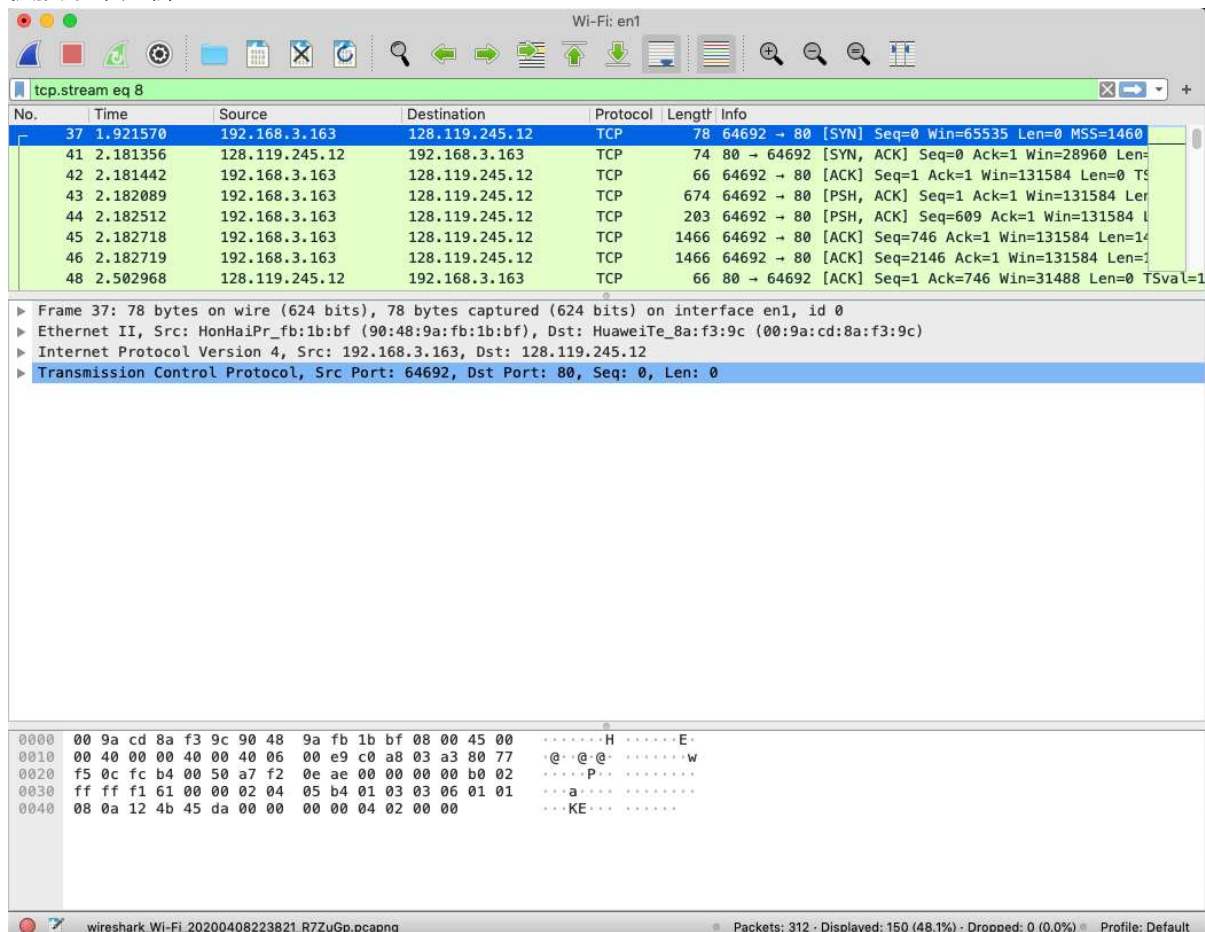 Wi-Fi: en1
tcp.stream eq 8
No. Time Source Destination Protocol Length Info
37 1.921570 192.168.3.163 128.119.245.12 TCP 78 64692 → 80 [SYN] Seq=0 Win=65535 Len=0 MSS=1460
41 2.181356 128.119.245.12 192.168.3.163 TCP 74 80 → 64692 [SYN, ACK] Seq=0 Ack=1 Win=28960 Len=
42 2.181442 192.168.3.163 128.119.245.12 TCP 66 64692 → 80 [ACK] Seq=1 Ack=1 Win=131584 Len=0 TS
43 2.182089 192.168.3.163 128.119.245.12 TCP 674 64692 → 80 [PSH, ACK] Seq=1 Ack=1 Win=131584 Len
44 2.182512 192.168.3.163 128.119.245.12 TCP 203 64692 → 80 [PSH, ACK] Seq=609 Ack=1 Win=131584 L
45 2.182718 192.168.3.163 128.119.245.12 TCP 1466 64692 → 80 [ACK] Seq=746 Ack=1 Win=131584 Len=14
46 2.182719 192.168.3.163 128.119.245.12 TCP 1466 64692 → 80 [ACK] Seq=2146 Ack=1 Win=131584 Len=1
48 2.502968 128.119.245.12 192.168.3.163 TCP 66 80 → 64692 [ACK] Seq=1 Ack=746 Win=31488 Len=0 TSval=1
Frame 37: 78 bytes on wire (624 bits), 78 bytes captured (624 bits) on interface en1, id 0
Ethernet II, Src: HonHaiPr_fb:1b:bf (90:48:9a:fb:1b:bf), Dst: HuaweiTe_8a:f3:9c (00:9a:cd:8a:f3:9c)
Internet Protocol Version 4, Src: 192.168.3.163, Dst: 128.119.245.12
Transmission Control Protocol, Src Port: 64692, Dst Port: 80, Seq: 0, Len: 0
0000 00 9a cd 8a f3 9c 90 48 9a fb 1b bf 08 00 45 00 ·······H ······E·
0010 00 40 00 00 40 00 40 06 00 e9 c0 a8 03 a3 80 77 ·@··@·@· ·······w
0020 f5 0c fc b4 00 50 a7 f2 0e ae 00 00 00 00 b0 02 ·····P·· ········
0030 ff ff f1 61 00 00 02 04 05 b4 01 03 03 06 01 01 ···a···· ········
0040 08 0a 12 4b 45 da 00 00 00 00 04 02 00 00 ···KE··· ······
wireshark_Wi-Fi_20200408223821_R7ZuGp.pcapng Packets: 312 · Displayed: 150 (48.1%) · Dropped: 0 (0.0%) Profile: Default